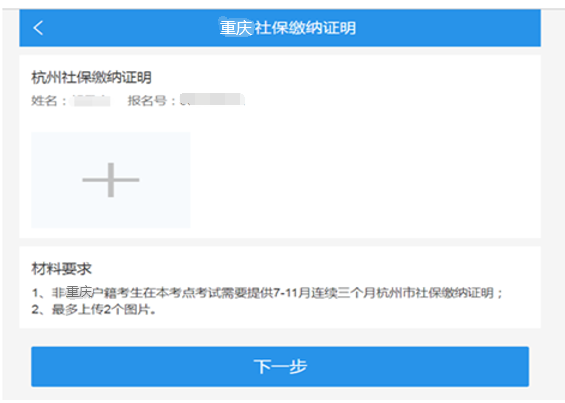 重庆社保缴纳证明
杭州社保缴纳证明
姓名： 报名号：
材料要求
1、非重庆户籍考生在本考点考试需要提供7-11月连续三个月杭州市社保缴纳证明；
2、最多上传2个图片。
下一步